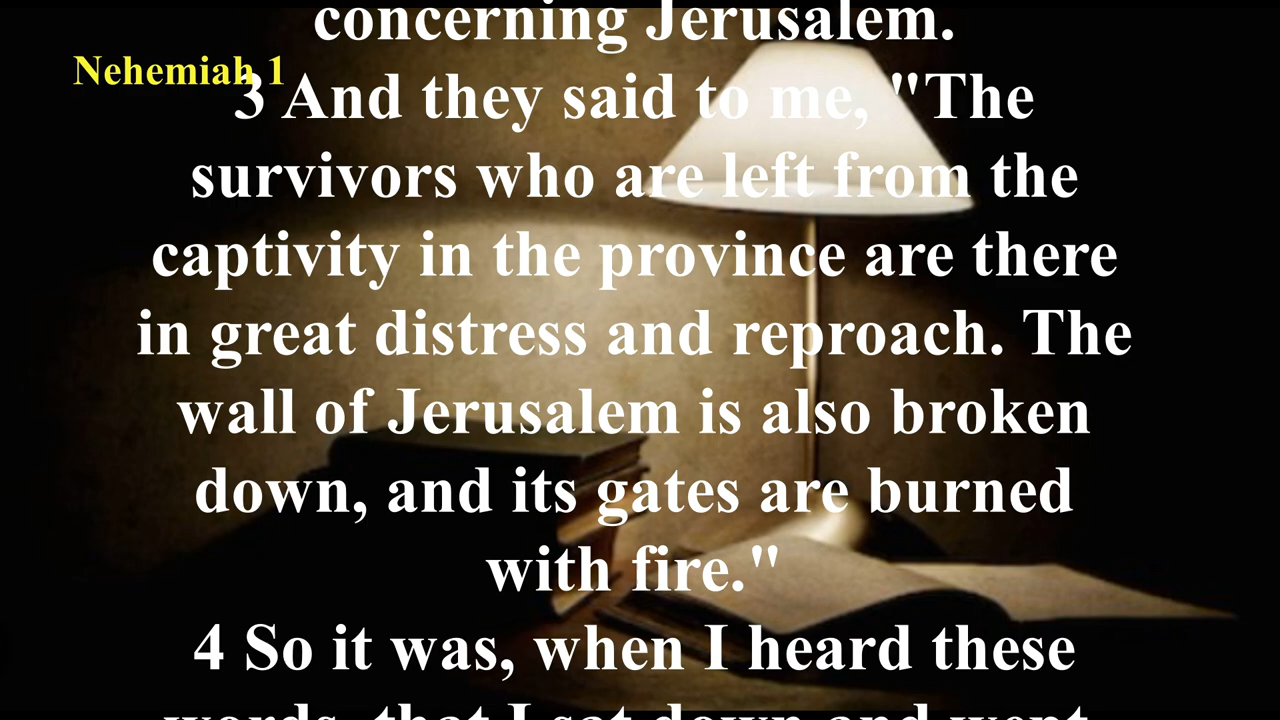 concerning Jerusalem.
Nehemiah 1
3 And they said to me, "The
survivors who are left from the
captivity in the province are there
in great distress and reproach. The
wall of Jerusalem is also broken
down, and its gates are burned
with fire."
4 So it was, when I heard these
words, that I sat down and wept